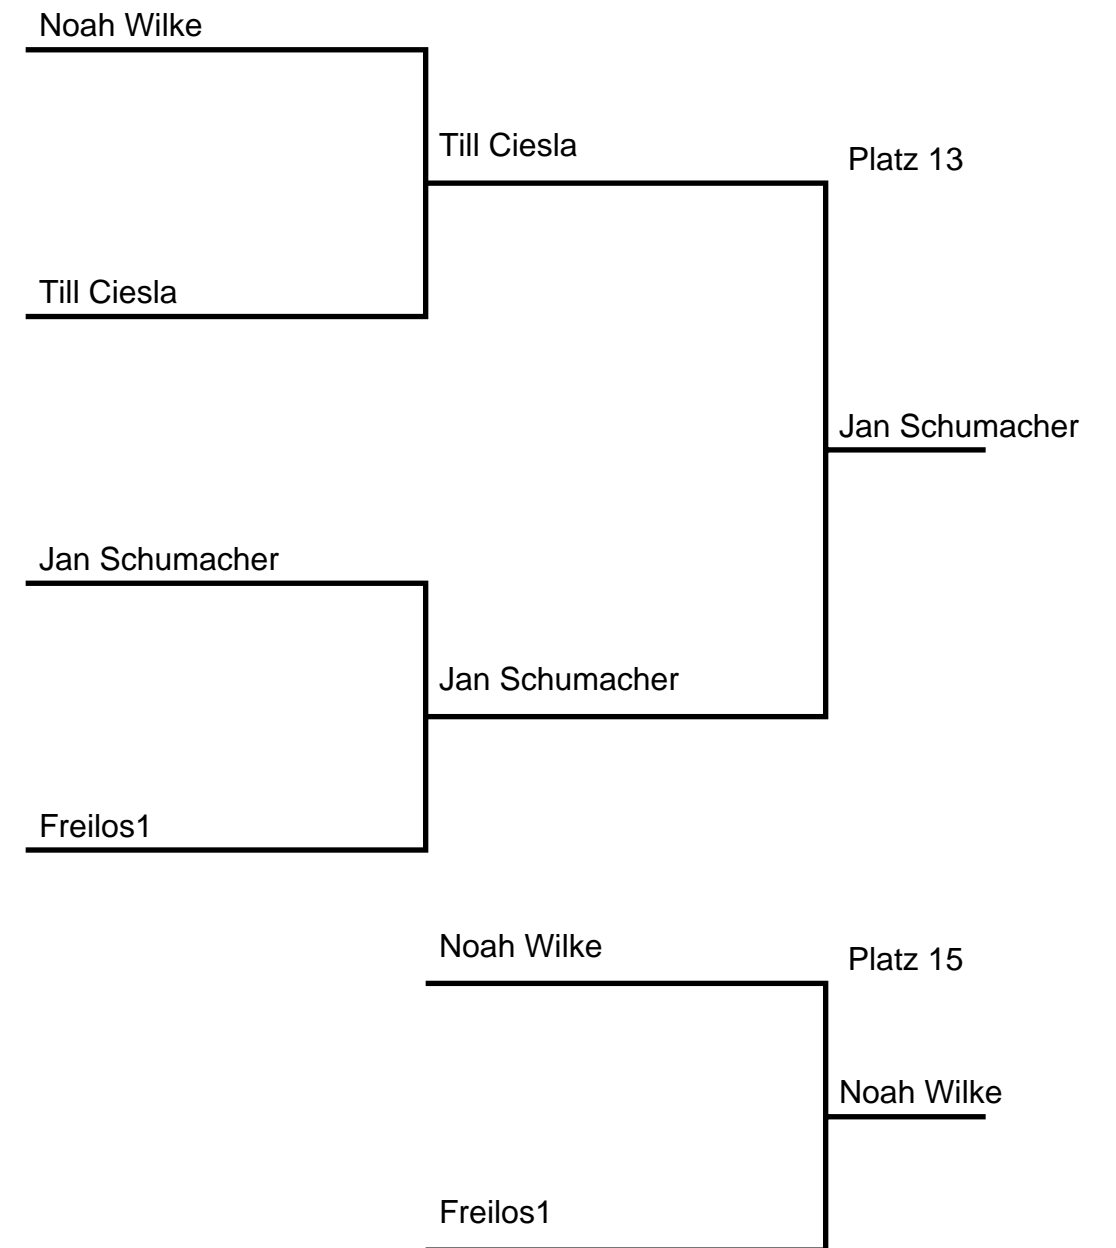 Noah Wilke
Till Ciesla
Platz 13
Till Ciesla
Jan Schumacher
Jan Schumacher
Jan Schumacher
Freilos1
Noah Wilke
Platz 15
Noah Wilke
Freilos1